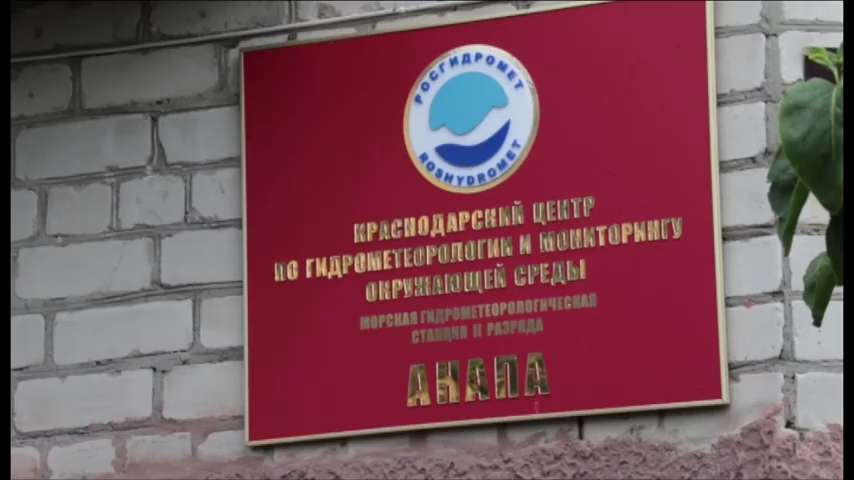 РОСГИДРОМЕТ
ROSHYDROMET
КРАСНОДАРСКИЙ ЦЕНТР
ПО ГИДРОМЕТЕОРОЛОГИИ И МОНИТОРИНГУ
ОКРУЖАЮЩЕЙ СРЕДЫ
МОРСКАЯ ГИДРОМЕТЕОРОЛОГИЧЕСКАЯ
СТАНЦИЯ II РАЗРЯДА
АНАПА